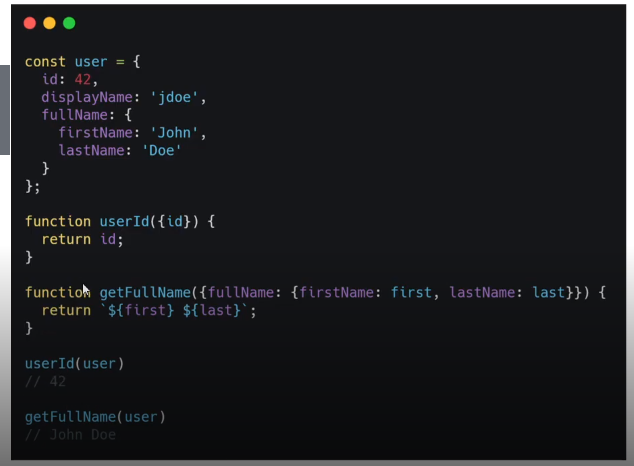 const user = {
  id: 42,
  displayName: 'jdoe',
  fullName: {
    firstName: 'John',
    lastName: 'Doe'
  }
};
function userId({id}) {
  return id;
}
function getFullName({fullName: {firstName: first, lastName: last}}) {
  return `${first} ${last}`;
}
userId(user)
// 42
getFullName(user)
// John Doe